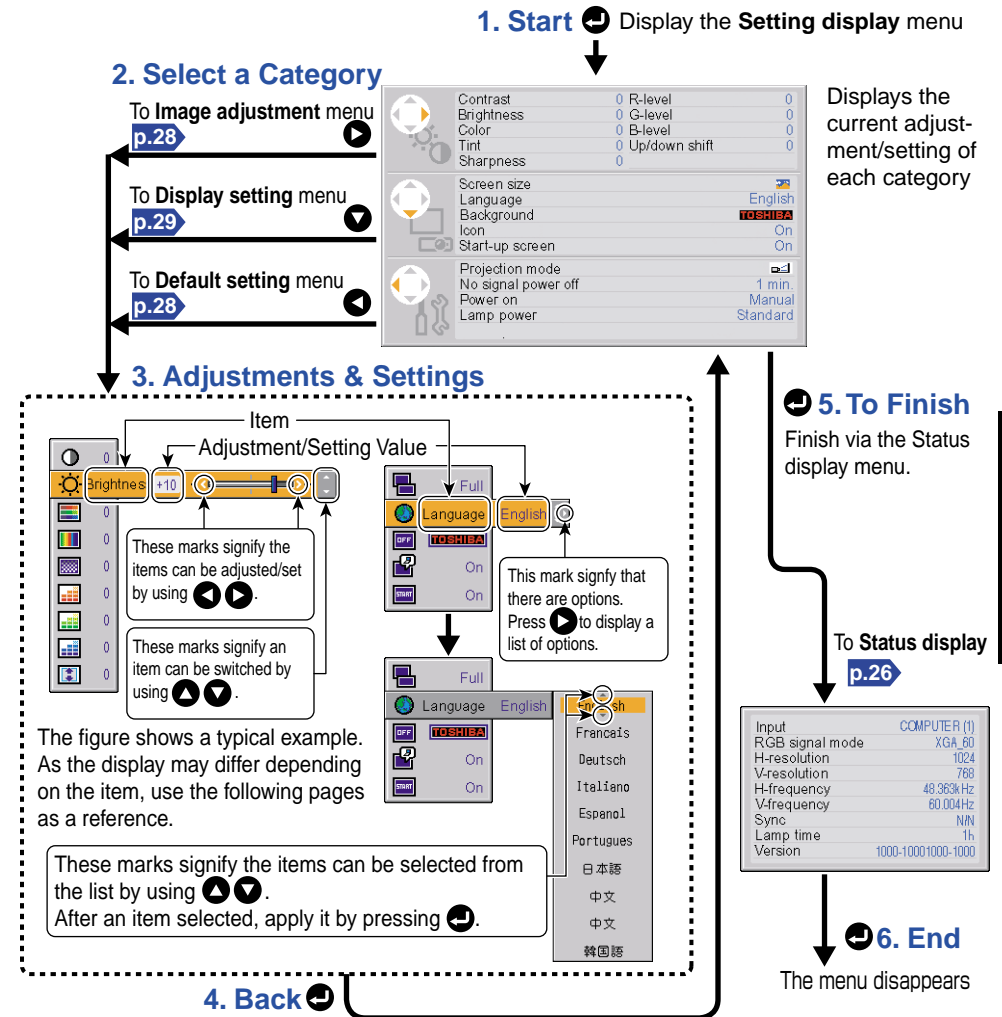 1. Start Display the Setting display menu
2. Select a Category
To Image adjustment menu
p.28
To Display setting menu
p.29
To Default setting menu
p.28
Contrast 0 R-level 0
Brightness 0 G-level 0
Color 0 B-level 0
Tint 0 Up/down shift 0
Sharpness 0
Screen size
Language English
Background TOSHIBA
Icon On
Start-up screen On
Projection mode
No signal power off 1 min.
Power on Manual
Lamp power Standard
Displays the
current adjust-
ment/setting of
each category
3. Adjustments & Settings
Item
Adjustment/Setting Value
0
Brightnes +10
0
0
0
0
0
0
0
These marks signify the
items can be adjusted/set
by using .
These marks signify an
item can be switched by
using .
Full
Language English
OFF TOSHIBA
On
START On
This mark signfy that
there are options.
Press to display a
list of options.
Full
Language English
OFF TOSHIBA
On
START On
English
Francais
Deutsch
Italiano
Espanol
Portugues
日本語
中文
中文
韓国語
The figure shows a typical example.
As the display may differ depending
on the item, use the following pages
as a reference.
These marks signify the items can be selected from
the list by using .
After an item selected, apply it by pressing .
4. Back
5. To Finish
Finish via the Status
display menu.
To Status display
p.26
Input COMPUTER (1)
RGB signal mode XGA_60
H-resolution 1024
V-resolution 768
H-frequency 48.363kHz
V-frequency 60.004Hz
Sync N/N
Lamp time 1h
Version 1000-10001000-1000
6. End
The menu disappears